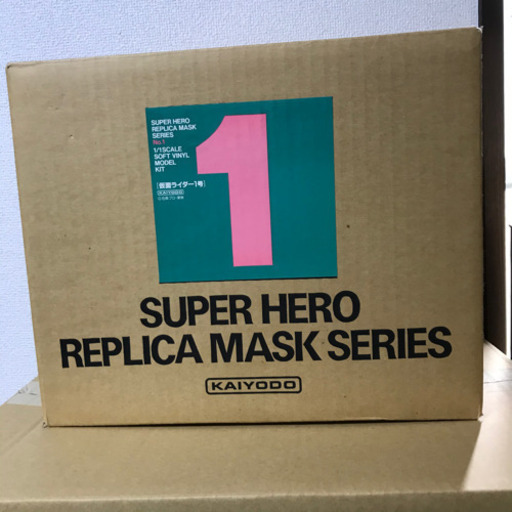 SUPER HERO
REPLICA MASK
SERIES
No.1
1/1SCALE
SOFT VINYL
MODEL
KIT
[仮面ライダー1号]
KAIYODO
1
SUPER HERO
REPLICA MASK SERIES
KAIYODO